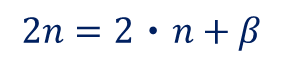 2n = 2 · n + β